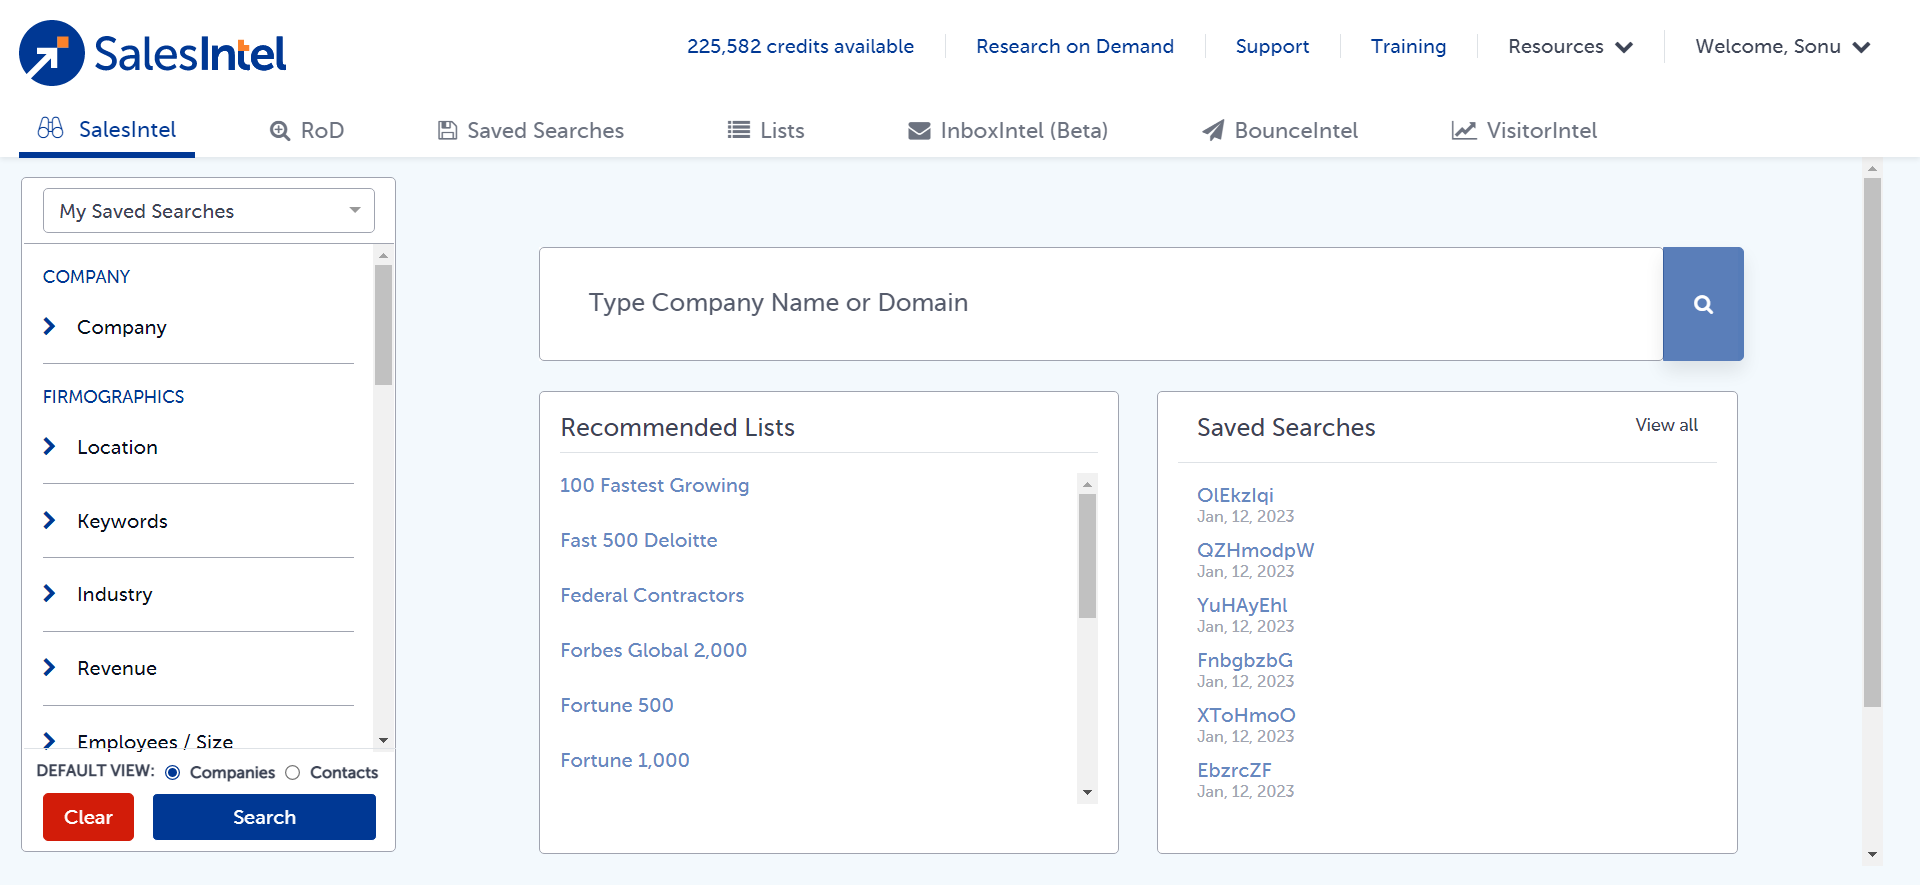 SalesIntel
225,582 credits available
Research on Demand
Support
Training
Resources
Welcome, Sonu
SalesIntel
RoD
Saved Searches
Lists
InboxIntel (Beta)
BounceIntel
VisitorIntel
My Saved Searches
COMPANY
Company
FIRMOGRAPHICS
Location
Keywords
Industry
Revenue
Employees / Size
DEFAULT VIEW: Companies Contacts
Clear
Search
Type Company Name or Domain
Recommended Lists
100 Fastest Growing
Fast 500 Deloitte
Federal Contractors
Forbes Global 2,000
Fortune 500
Fortune 1,000
Saved Searches
View all
OlEkzIqi
Jan, 12, 2023
QZHmodpW
Jan, 12, 2023
YuHAyEhl
Jan, 12, 2023
FnbgbzbG
Jan, 12, 2023
XToHmoO
Jan, 12, 2023
EbzrcZF
Jan, 12, 2023